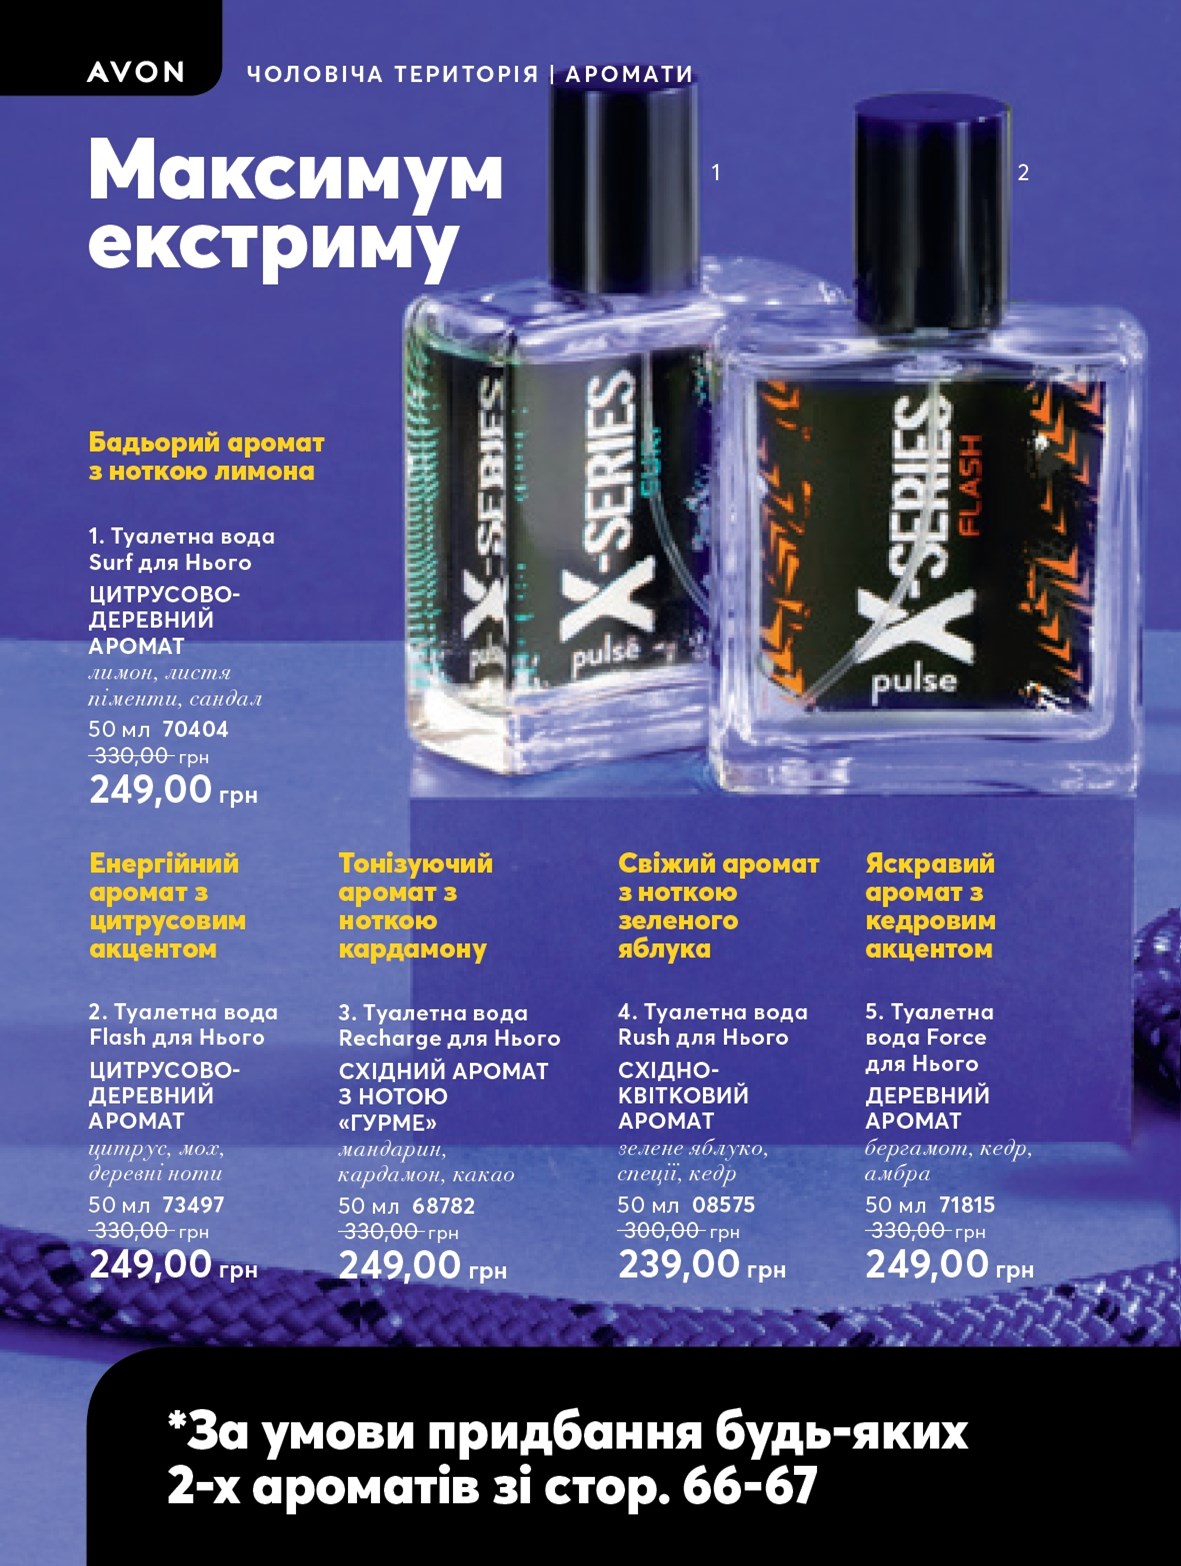 AVON
ЧОЛОВІЧА ТЕРИТОРІЯ | АРОМАТИ
Максимум
екстриму
1
2
X-SERIES
pulse
X-SERIES SURF
pulse
X-SERIES FLASH
pulse
Бадьорий аромат
з ноткою лимона
1. Туалетна вода
Surf для Нього
ЦИТРУСОВО-
ДЕРЕВНИЙ
АРОМАТ
лимон, листя
піменти, сандал
50 мл 70404
330,00 грн
249,00 грн
Енергійний
аромат з
цитрусовим
акцентом
2. Туалетна вода
Flash для Нього
ЦИТРУСОВО-
ДЕРЕВНИЙ
АРОМАТ
цитрус, мох,
деревні ноти
50 мл 73497
330,00 грн
249,00 грн
Тонізуючий
аромат з
ноткою
кардамону
3. Туалетна вода
Recharge для Нього
СХІДНИЙ АРОМАТ
З НОТОЮ
«ГУРМЕ»
мандарин,
кардамон, какао
50 мл 68782
330,00 грн
249,00 грн
Свіжий аромат
з ноткою
зеленого
яблука
4. Туалетна вода
Rush для Нього
СХІДНО-
КВІТКОВИЙ
АРОМАТ
зелене яблуко,
спеції, кедр
50 мл 08575
300,00 грн
239,00 грн
Яскравий
аромат з
кедровим
акцентом
5. Туалетна
вода Force
для Нього
ДЕРЕВНИЙ
АРОМАТ
бергамот, кедр,
амбра
50 мл 71815
330,00 грн
249,00 грн
*За умови придбання будь-яких
2-х ароматів зі стор. 66-67